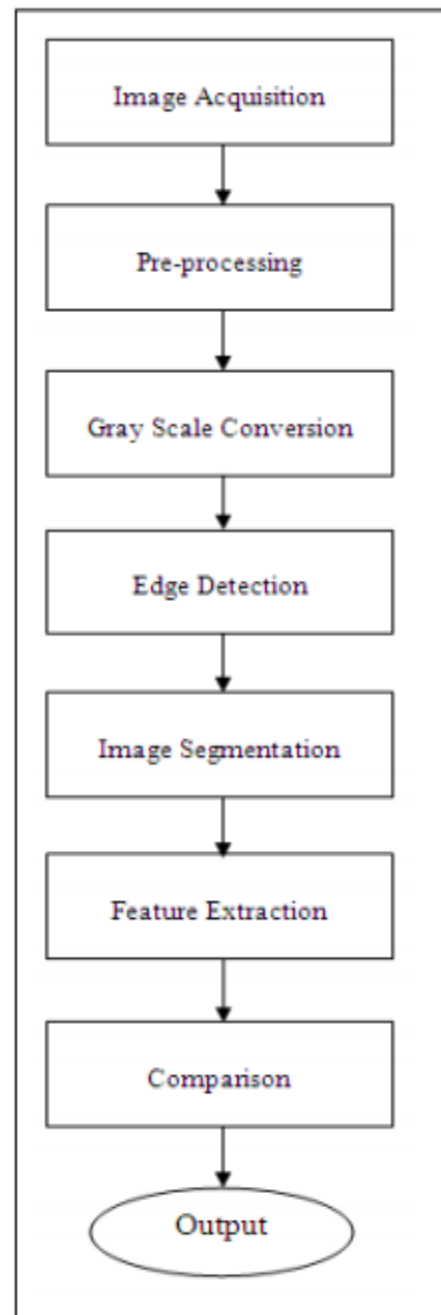 Image Acquisition
Pre-processing
Gray Scale Conversion
Edge Detection
Image Segmentation
Feature Extraction
Comparison
Output